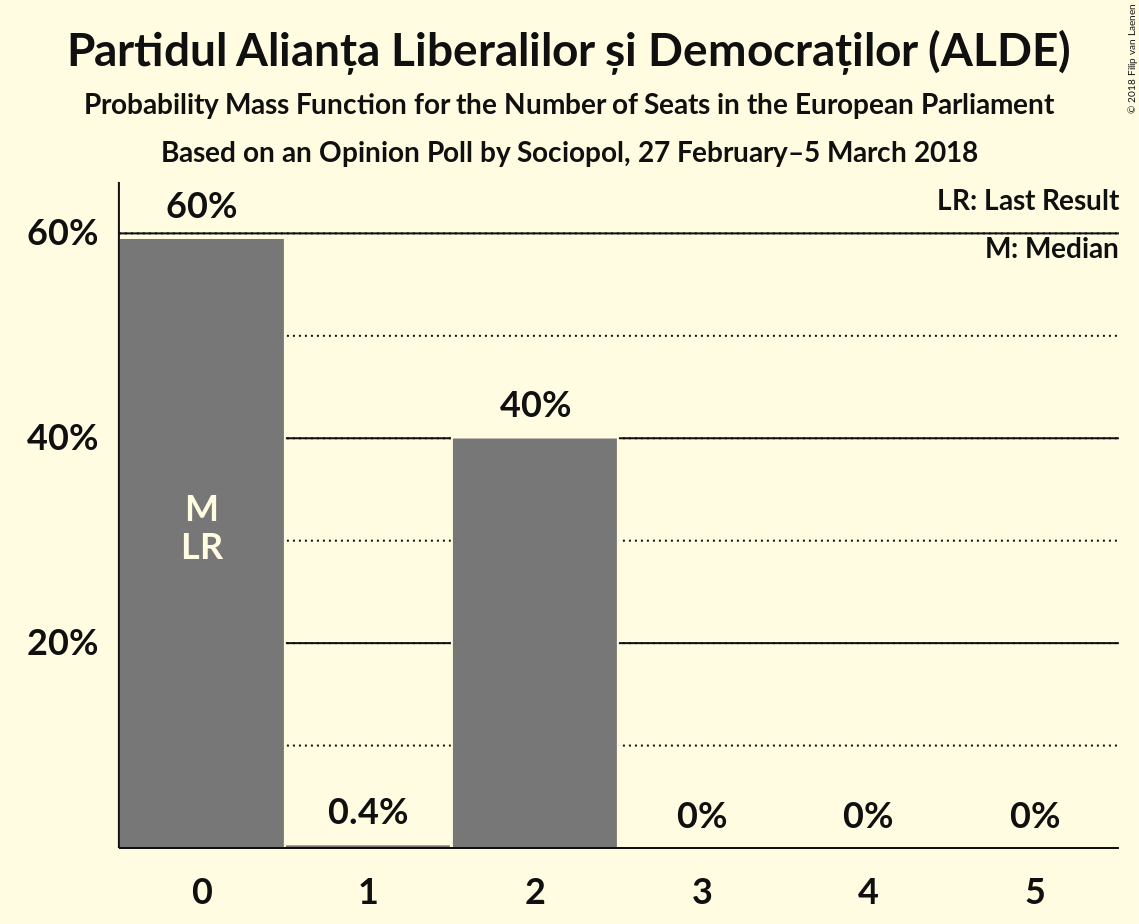 Partidul Alianța Liberalilor și Democraților (ALDE)
Probability Mass Function for the Number of Seats in the European Parliament
Based on an Opinion Poll by Sociopol, 27 February–5 March 2018
© 2018 Filip van Laenen
LR: Last Result
M: Median
60%
60%
40%
40%
20%
M
LR
0.4%
0%
0%
0%
0
1
2
3
4
5